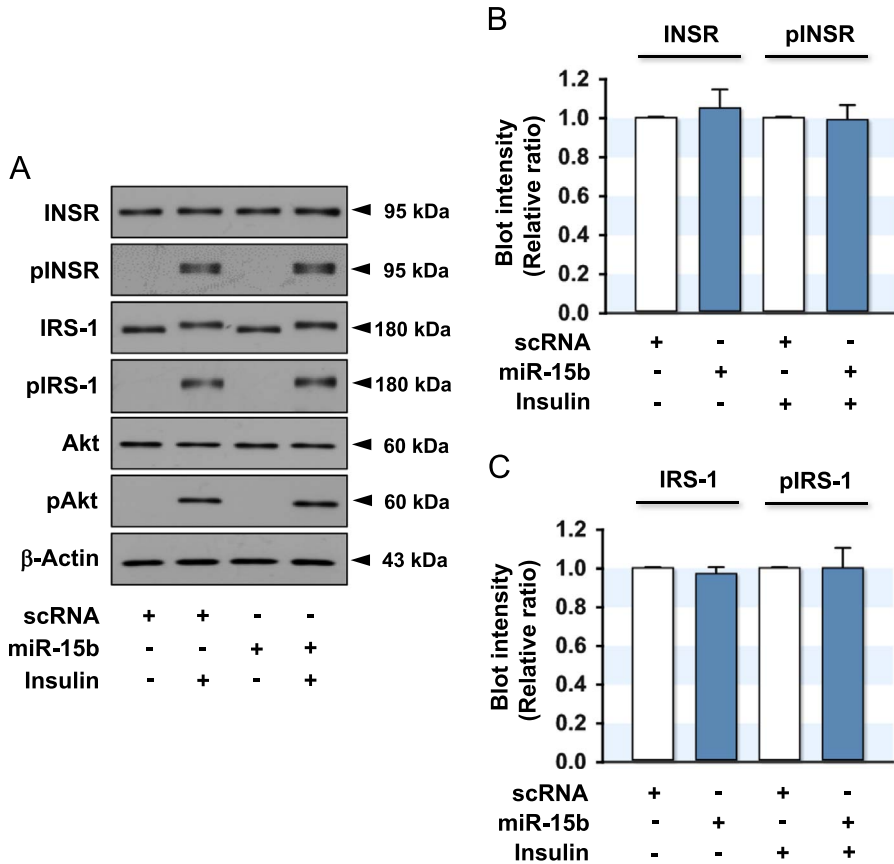 A
INSR ◄ 95 kDa
pINSR ◄ 95 kDa
IRS-1 ◄ 180 kDa
pIRS-1 ◄ 180 kDa
Akt ◄ 60 kDa
pAkt ◄ 60 kDa
β-Actin ◄ 43 kDa
scRNA + + - -
miR-15b - - + +
Insulin - + - +
B
INSR pINSR
Blot intensity
(Relative ratio)
1.2
1.0
0.8
0.6
0.4
0.2
0.0
scRNA + - + -
miR-15b - + - +
Insulin - - + +
C
IRS-1 pIRS-1
Blot intensity
(Relative ratio)
1.2
1.0
0.8
0.6
0.4
0.2
0.0
scRNA + - + -
miR-15b - + - +
Insulin - - + +